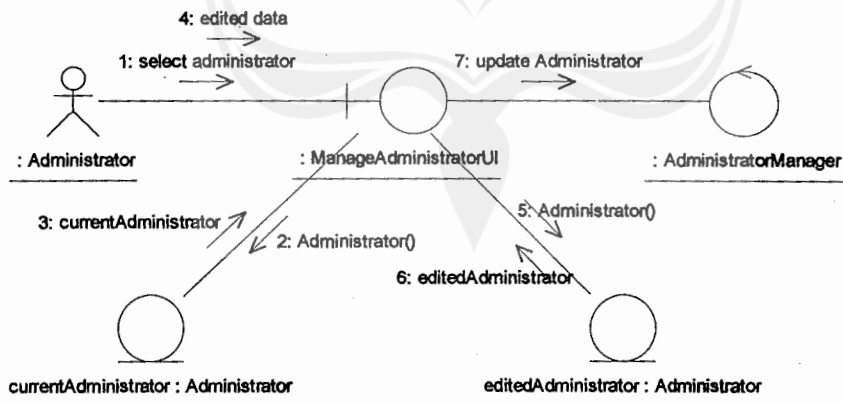 4: edited data
1: select administrator
7: update Administrator
: Administrator
: ManageAdministratorUI
: AdministratorManager
3: currentAdministrator
2: Administrator()
5: Administrator()
6: editedAdministrator
currentAdministrator : Administrator
editedAdministrator : Administrator